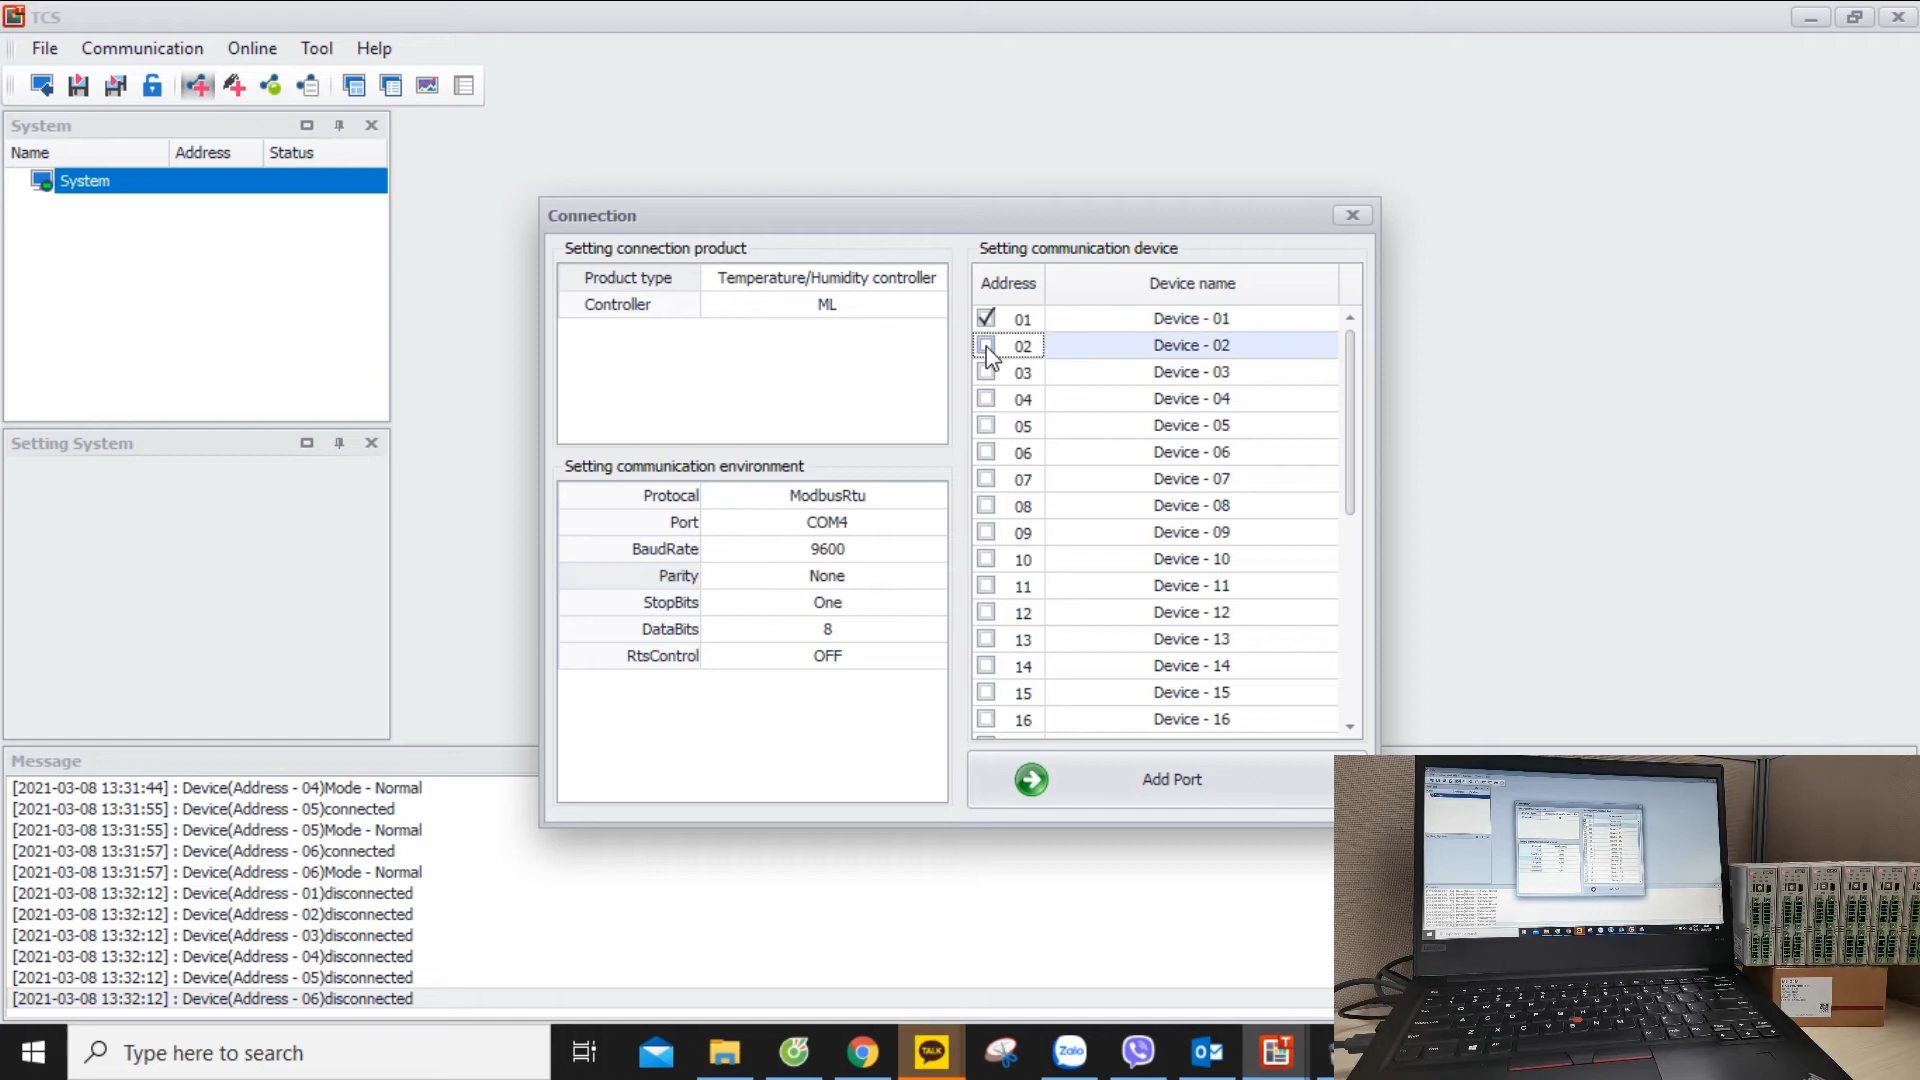 TCS
File Communication Online Tool Help
System
Name Address Status
System
Setting System
Connection
Setting connection product
Product type Temperature/Humidity controller
Controller ML
Setting communication environment
Protocal ModbusRtu
Port COM4
BaudRate 9600
Parity None
StopBits One
DataBits 8
RtsControl OFF
Setting communication device
Address Device name
01 Device - 01
02 Device - 02
03 Device - 03
04 Device - 04
05 Device - 05
06 Device - 06
07 Device - 07
08 Device - 08
09 Device - 09
10 Device - 10
11 Device - 11
12 Device - 12
13 Device - 13
14 Device - 14
15 Device - 15
16 Device - 16
Add Port
Message
[2021-03-08 13:31:44] : Device(Address - 04)Mode - Normal
[2021-03-08 13:31:55] : Device(Address - 05)connected
[2021-03-08 13:31:55] : Device(Address - 05)Mode - Normal
[2021-03-08 13:31:57] : Device(Address - 06)connected
[2021-03-08 13:31:57] : Device(Address - 06)Mode - Normal
[2021-03-08 13:32:12] : Device(Address - 01)disconnected
[2021-03-08 13:32:12] : Device(Address - 02)disconnected
[2021-03-08 13:32:12] : Device(Address - 03)disconnected
[2021-03-08 13:32:12] : Device(Address - 04)disconnected
[2021-03-08 13:32:12] : Device(Address - 05)disconnected
[2021-03-08 13:32:12] : Device(Address - 06)disconnected
Type here to search
TALK
Zalo